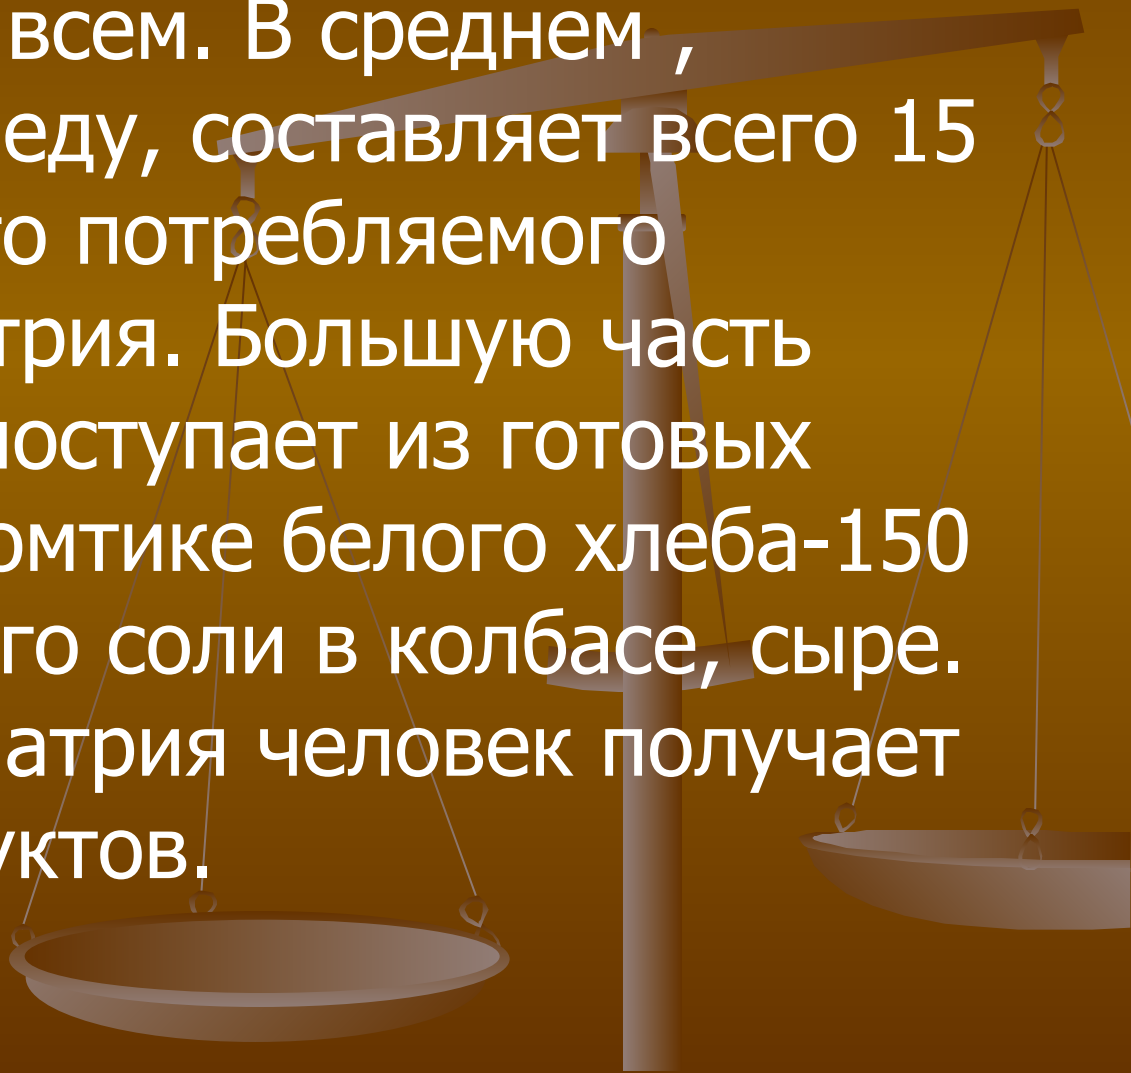 всем. В среднем ,
еду, составляет всего 15
го потребляемого
трия. Большую часть
поступает из готовых
омтике белого хлеба-150
го соли в колбасе, сыре.
атрия человек получает
уктов.